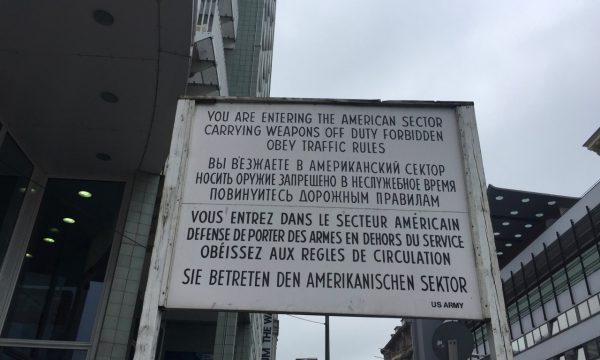 YOU ARE ENTERING THE AMERICAN SECTOR
CARRYING WEAPONS OFF DUTY FORBIDDEN
OBEY TRAFFIC RULES
ВЫ ВЪЕЗЖАЕТЕ В АМЕРИКАНСКИЙ СЕКТОР
НОСИТЬ ОРУЖИЕ ЗАПРЕЩЕНО В НЕСЛУЖЕБНОЕ ВРЕМЯ
ПОВИНУЙТЕСЬ ДОРОЖНЫМ ПРАВИЛАМ
VOUS ENTREZ DANS LE SECTEUR AMÉRICAIN
DÉFENSE DE PORTER DES ARMES EN DEHORS DU SERVICE
OBÉISSEZ AUX RÈGLES DE CIRCULATION
SIE BETRETEN DEN AMERIKANISCHEN SEKTOR
US ARMY